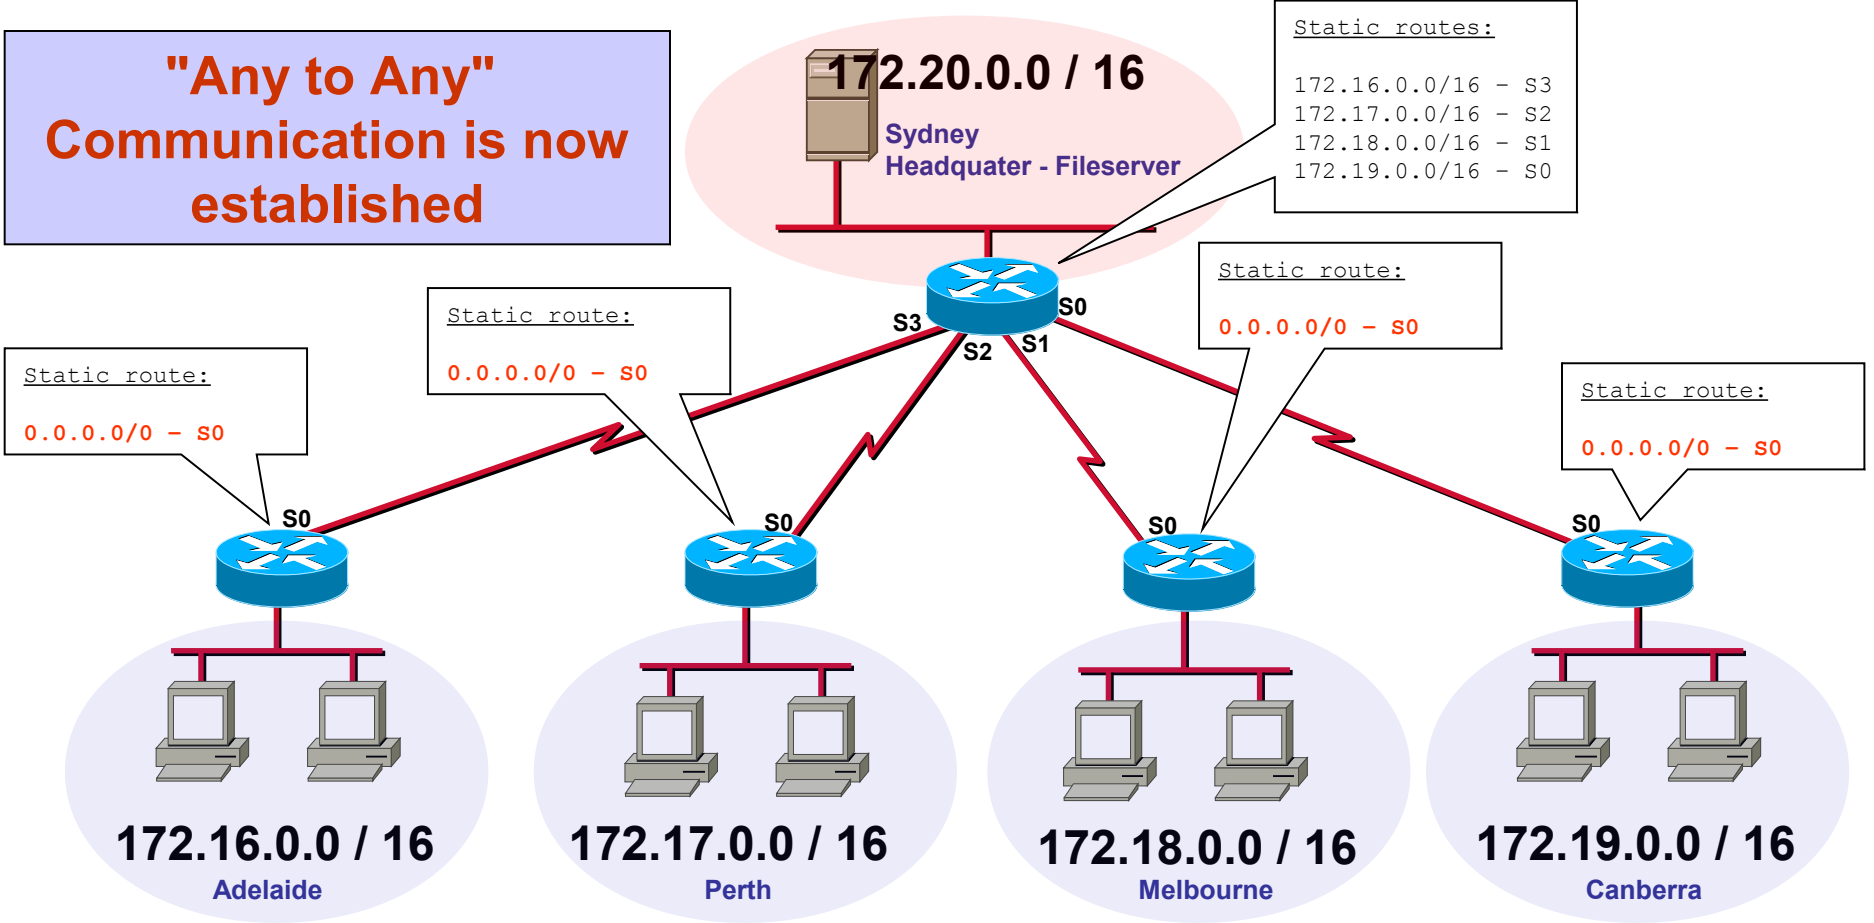 "Any to Any"
Communication is now
established
172.20.0.0 / 16
Sydney
Headquater - Fileserver
Static routes:
172.16.0.0/16 – S3
172.17.0.0/16 – S2
172.18.0.0/16 – S1
172.19.0.0/16 – S0
Static route:
0.0.0.0/0 – S0
Static route:
0.0.0.0/0 – S0
Static route:
0.0.0.0/0 – S0
Static route:
0.0.0.0/0 – S0
S3
S2
S1
S0
S0
S0
S0
S0
172.16.0.0 / 16
Adelaide
172.17.0.0 / 16
Perth
172.18.0.0 / 16
Melbourne
172.19.0.0 / 16
Canberra